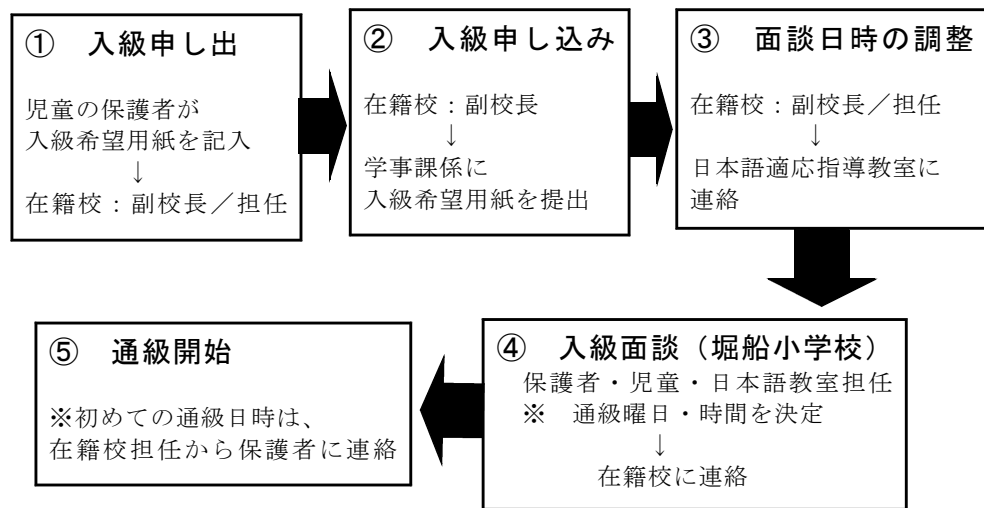 ① 入級申し出
児童の保護者が
入級希望用紙を記入
↓
在籍校：副校長／担任
② 入級申し込み
在籍校：副校長
↓
学事課係に
入級希望用紙を提出
③ 面談日時の調整
在籍校：副校長／担任
↓
日本語適応指導教室に
連絡
④ 入級面談（堀船小学校）
保護者・児童・日本語教室担任
※ 通級曜日・時間を決定
↓
在籍校に連絡
⑤ 通級開始
※初めての通級日時は、
在籍校担任から保護者に連絡